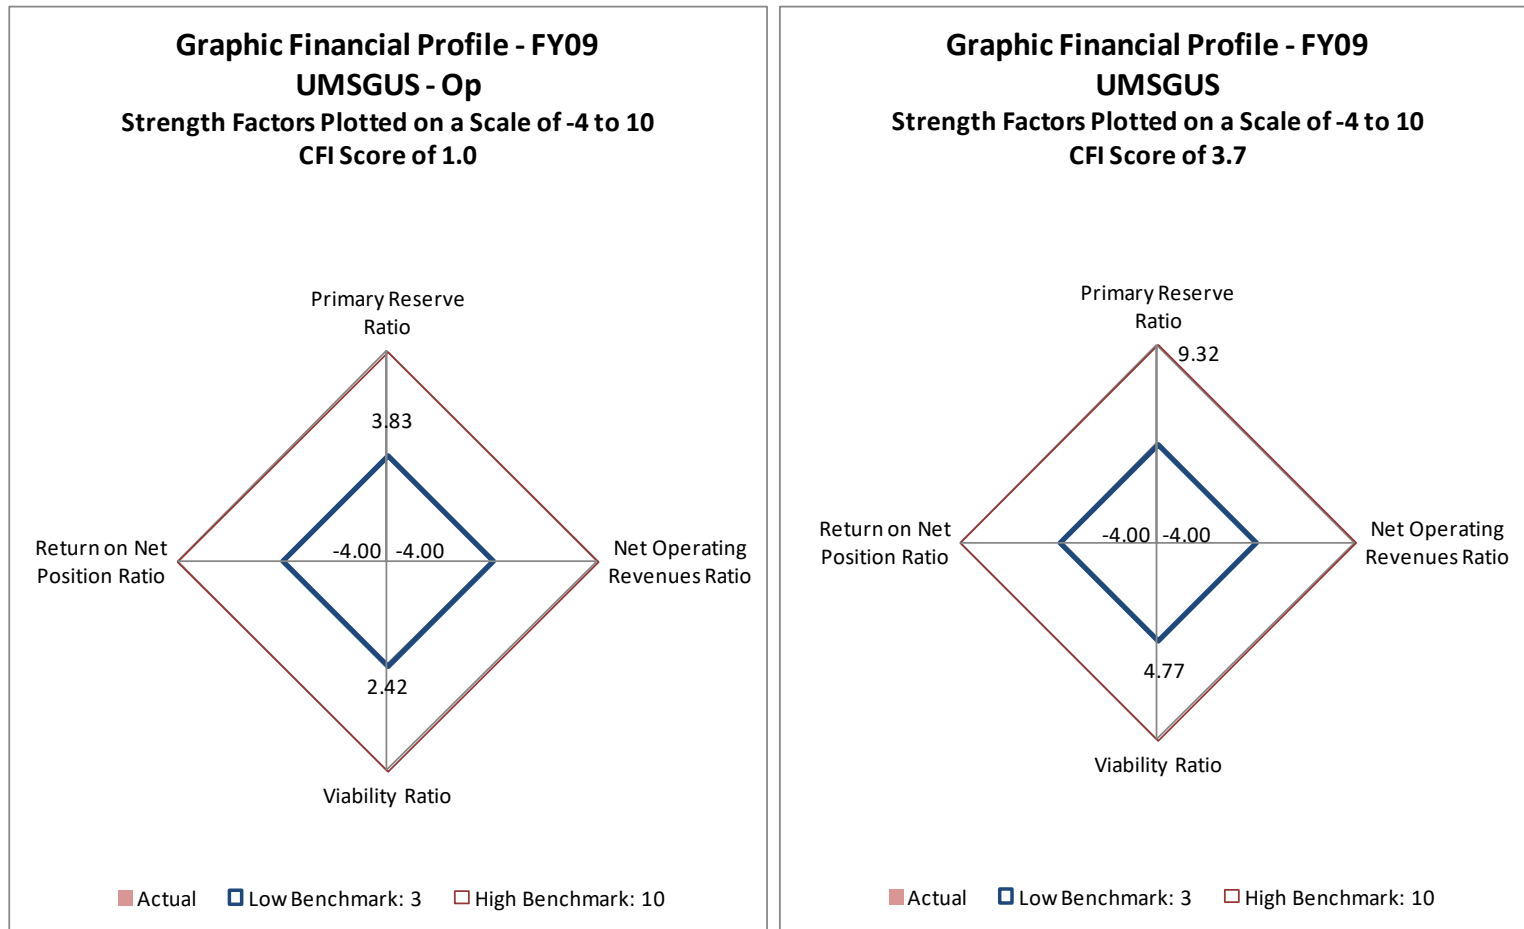 Graphic Financial Profile - FY09
UMSGUS - Op
Strength Factors Plotted on a Scale of -4 to 10
CFI Score of 1.0
Primary Reserve
Ratio
3.83
Return on Net
Position Ratio
-4.00
-4.00
Net Operating
Revenues Ratio
2.42
Viability Ratio
Actual
Low Benchmark: 3
High Benchmark: 10
Graphic Financial Profile - FY09
UMSGUS
Strength Factors Plotted on a Scale of -4 to 10
CFI Score of 3.7
Primary Reserve
Ratio
9.32
Return on Net
Position Ratio
-4.00
-4.00
Net Operating
Revenues Ratio
4.77
Viability Ratio
Actual
Low Benchmark: 3
High Benchmark: 10